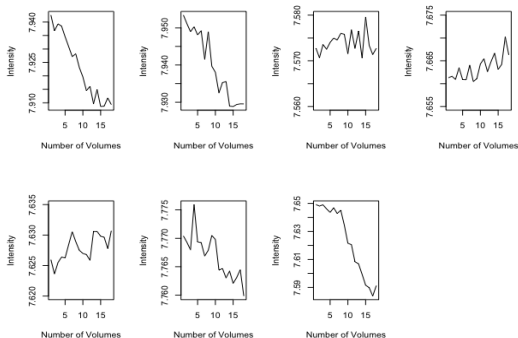 7.940
7.925
7.910
Intensity
5 10 15
Number of Volumes
7.950
7.940
7.930
Intensity
5 10 15
Number of Volumes
7.580
7.570
7.560
Intensity
5 10 15
Number of Volumes
7.675
7.665
7.655
Intensity
5 10 15
Number of Volumes
7.635
7.630
7.625
7.620
Intensity
5 10 15
Number of Volumes
7.775
7.770
7.765
7.760
Intensity
5 10 15
Number of Volumes
7.65
7.63
7.61
7.59
Intensity
5 10 15
Number of Volumes